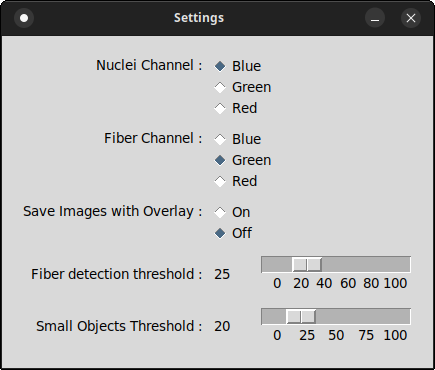 Settings
Nuclei Channel : Blue
Green
Red
Fiber Channel : Blue
Green
Red
Save Images with Overlay : On
Off
Fiber detection threshold : 25
0 20 40 60 80 100
Small Objects Threshold : 20
0 25 50 75 100